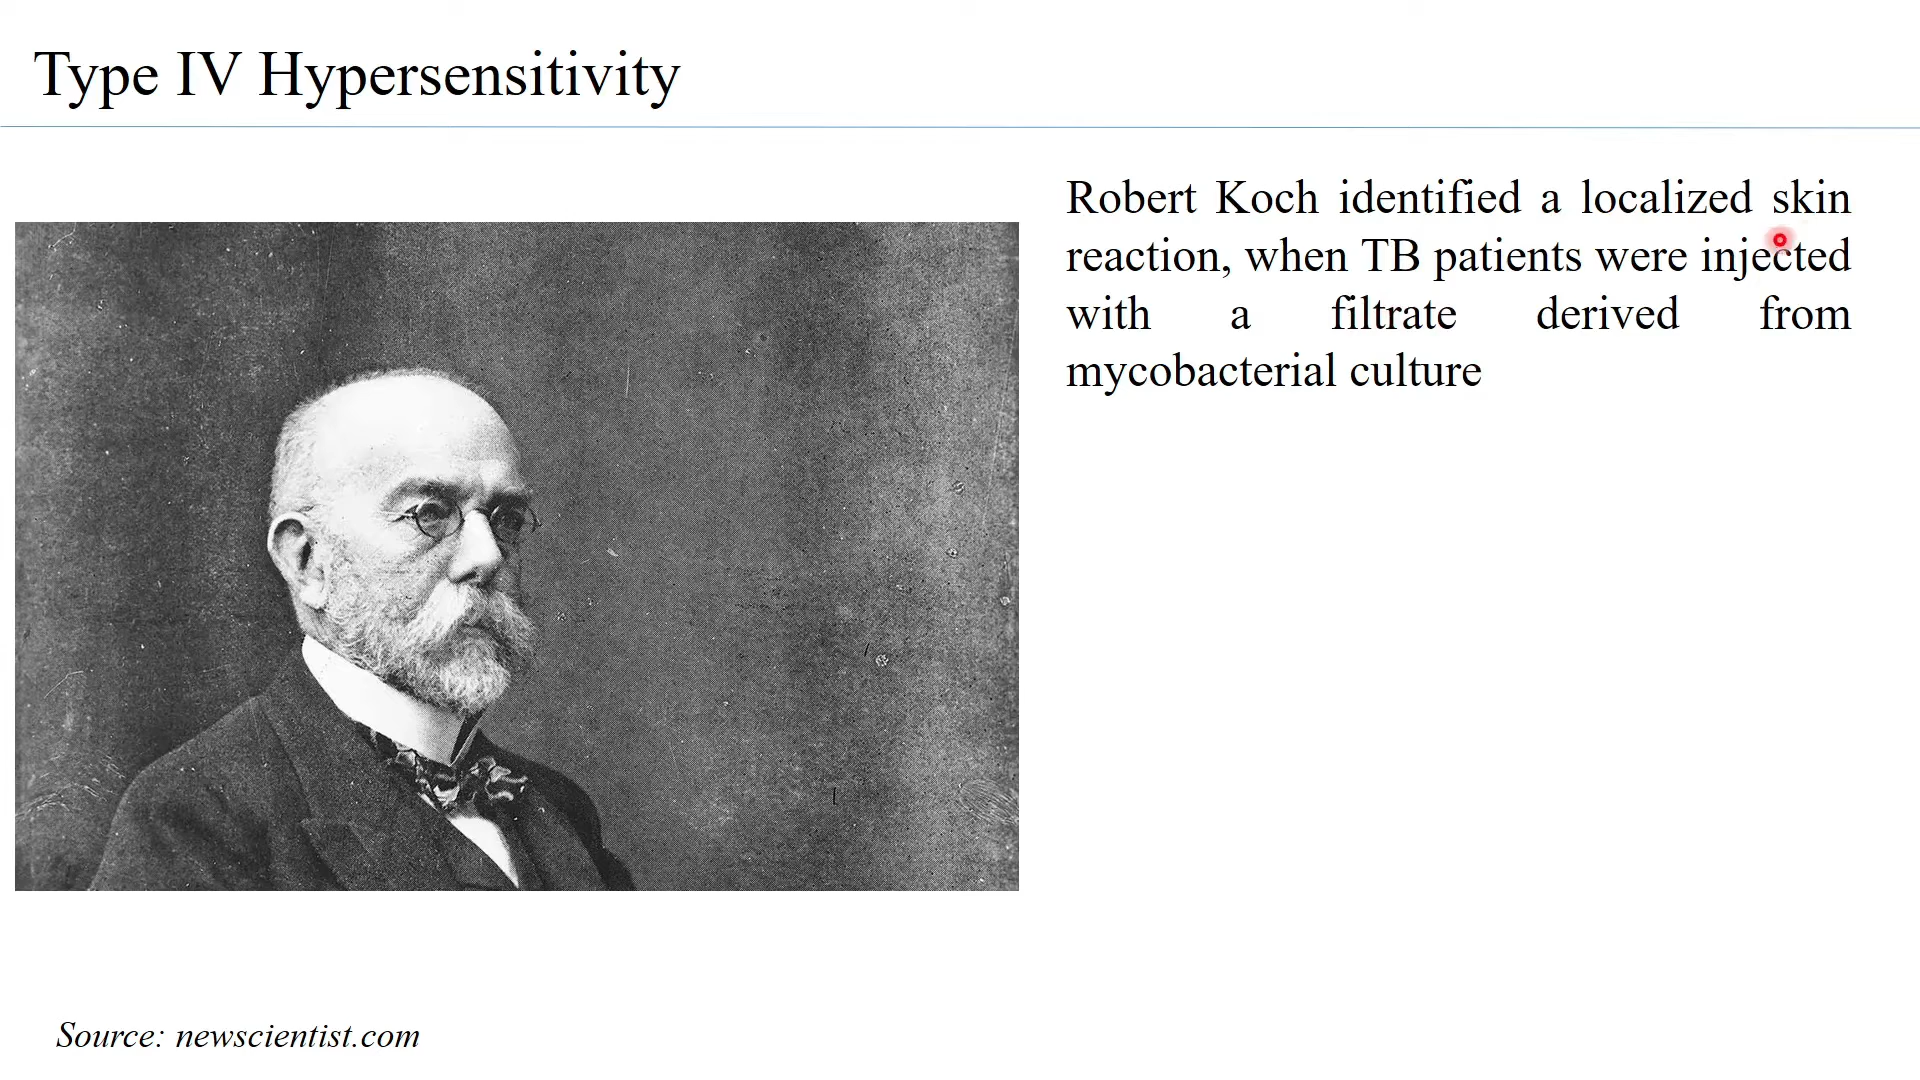 Type IV Hypersensitivity
Robert Koch identified a localized skin
reaction, when TB patients were injected
with a filtrate derived from
mycobacterial culture
Source: newscientist.com